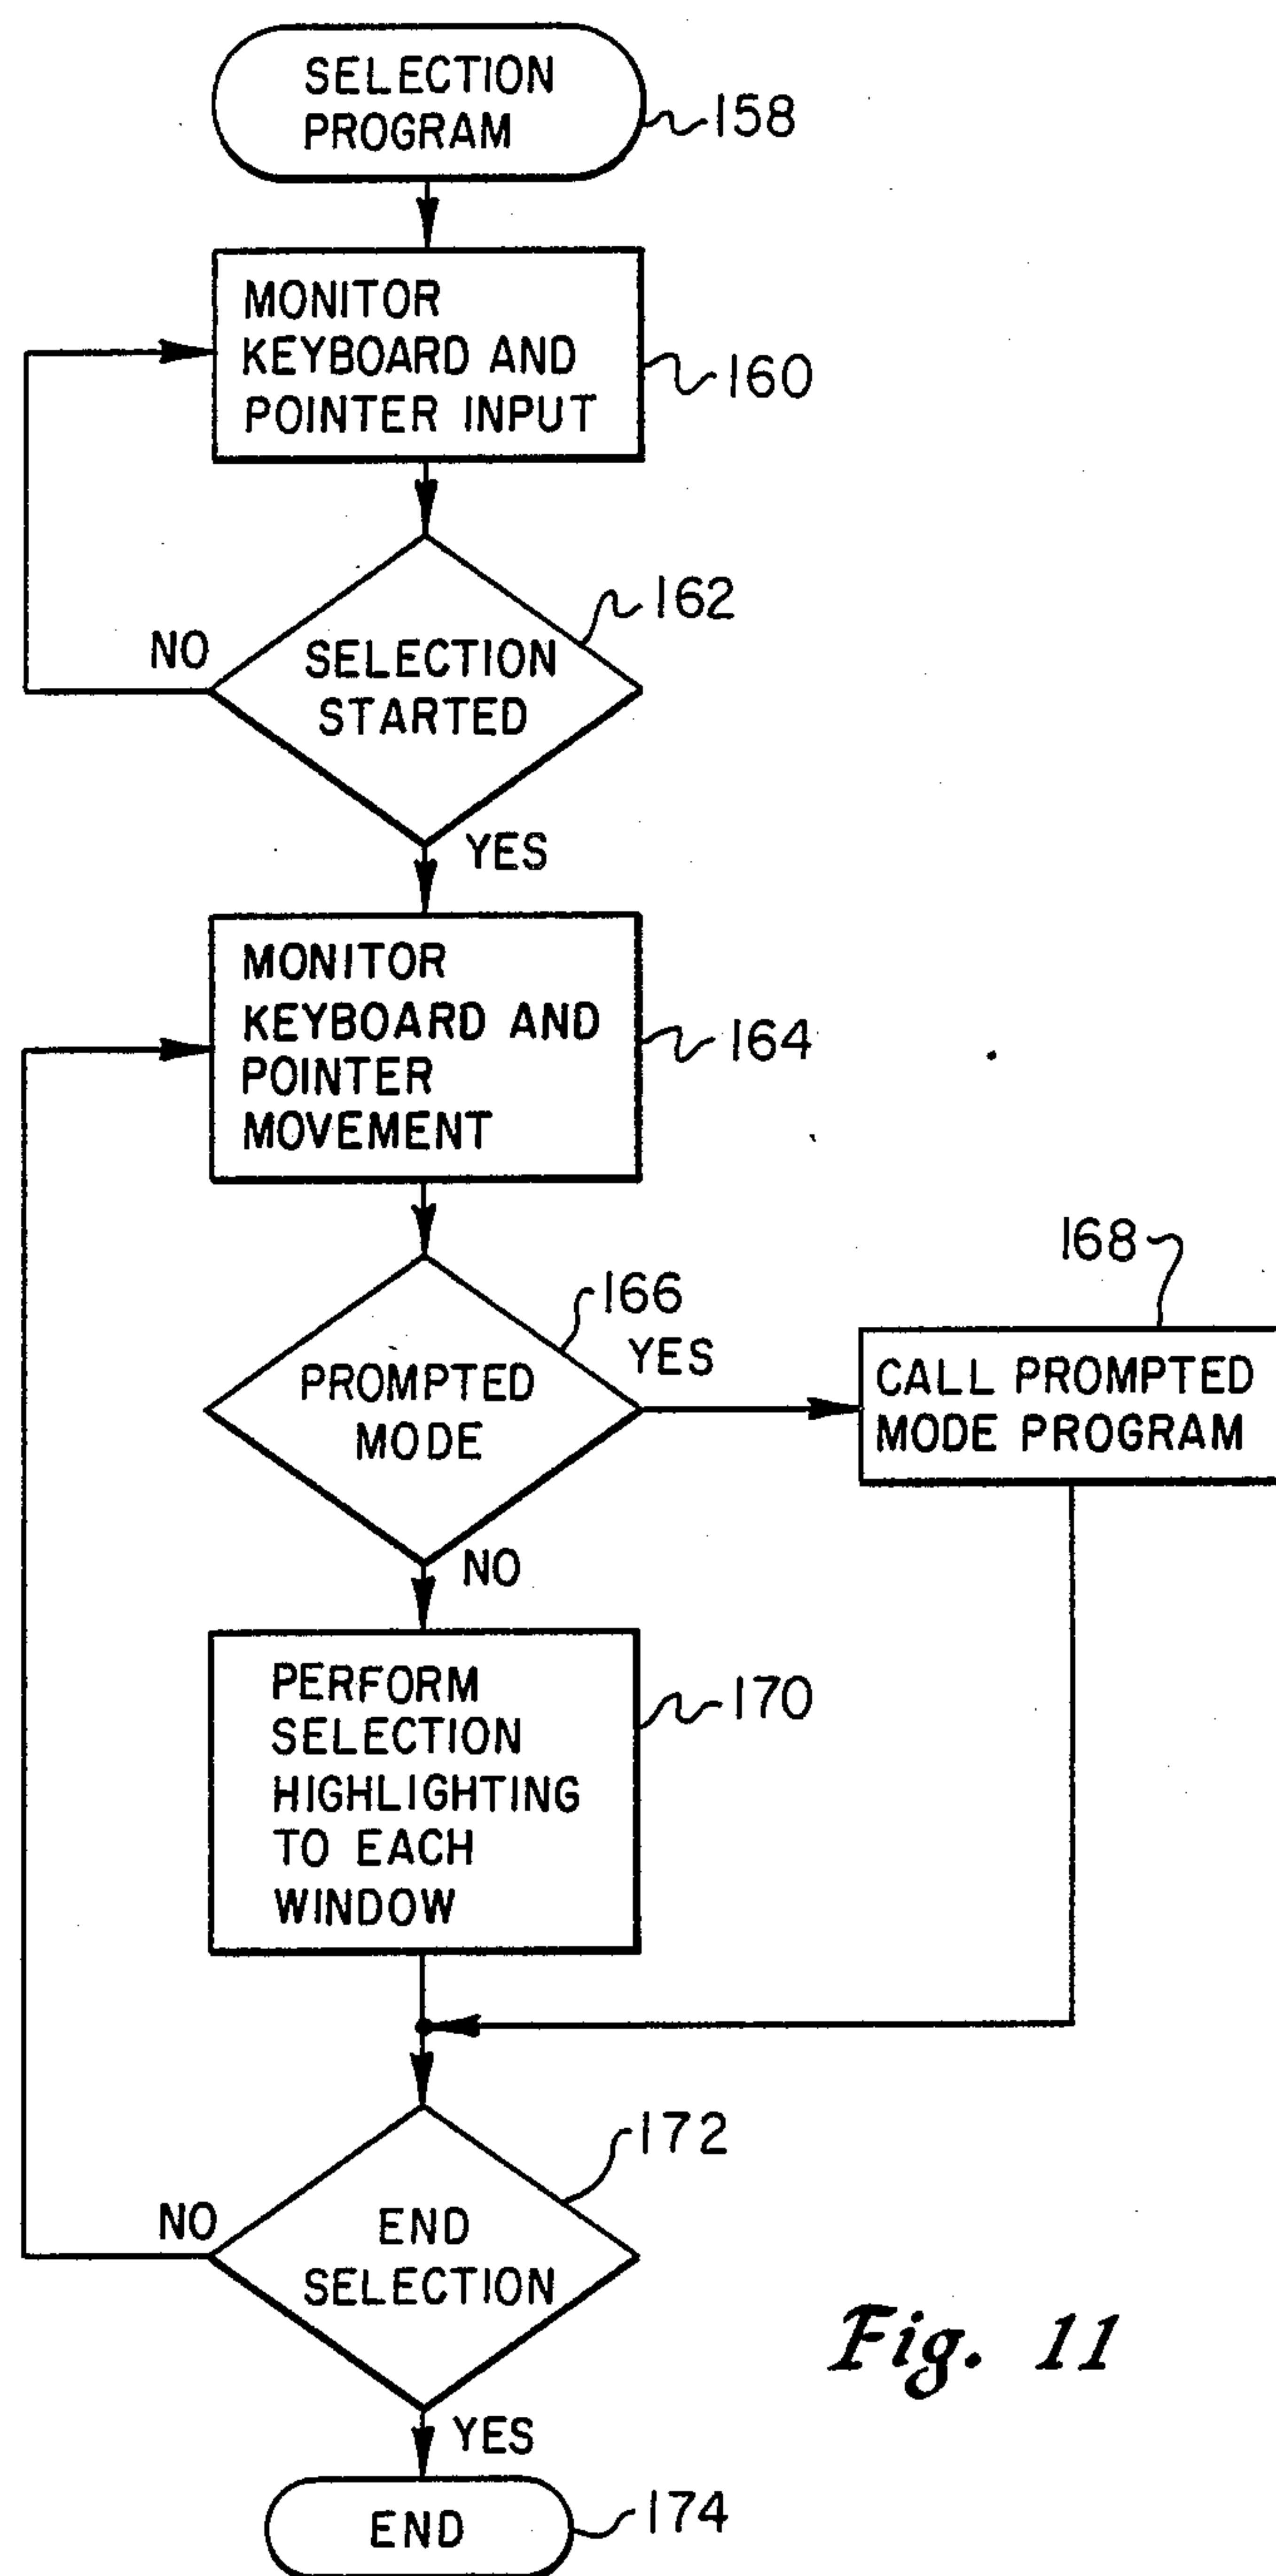 SELECTION
PROGRAM
158
MONITOR
KEYBOARD AND
POINTER INPUT
160
162
NO
SELECTION
STARTED
YES
MONITOR
KEYBOARD AND
POINTER
MOVEMENT
164
168
166
YES
PROMPTED
MODE
CALL PROMPTED
MODE PROGRAM
NO
PERFORM
SELECTION
HIGHLIGHTING
TO EACH
WINDOW
170
172
NO
END
SELECTION
Fig. 11
YES
END
174